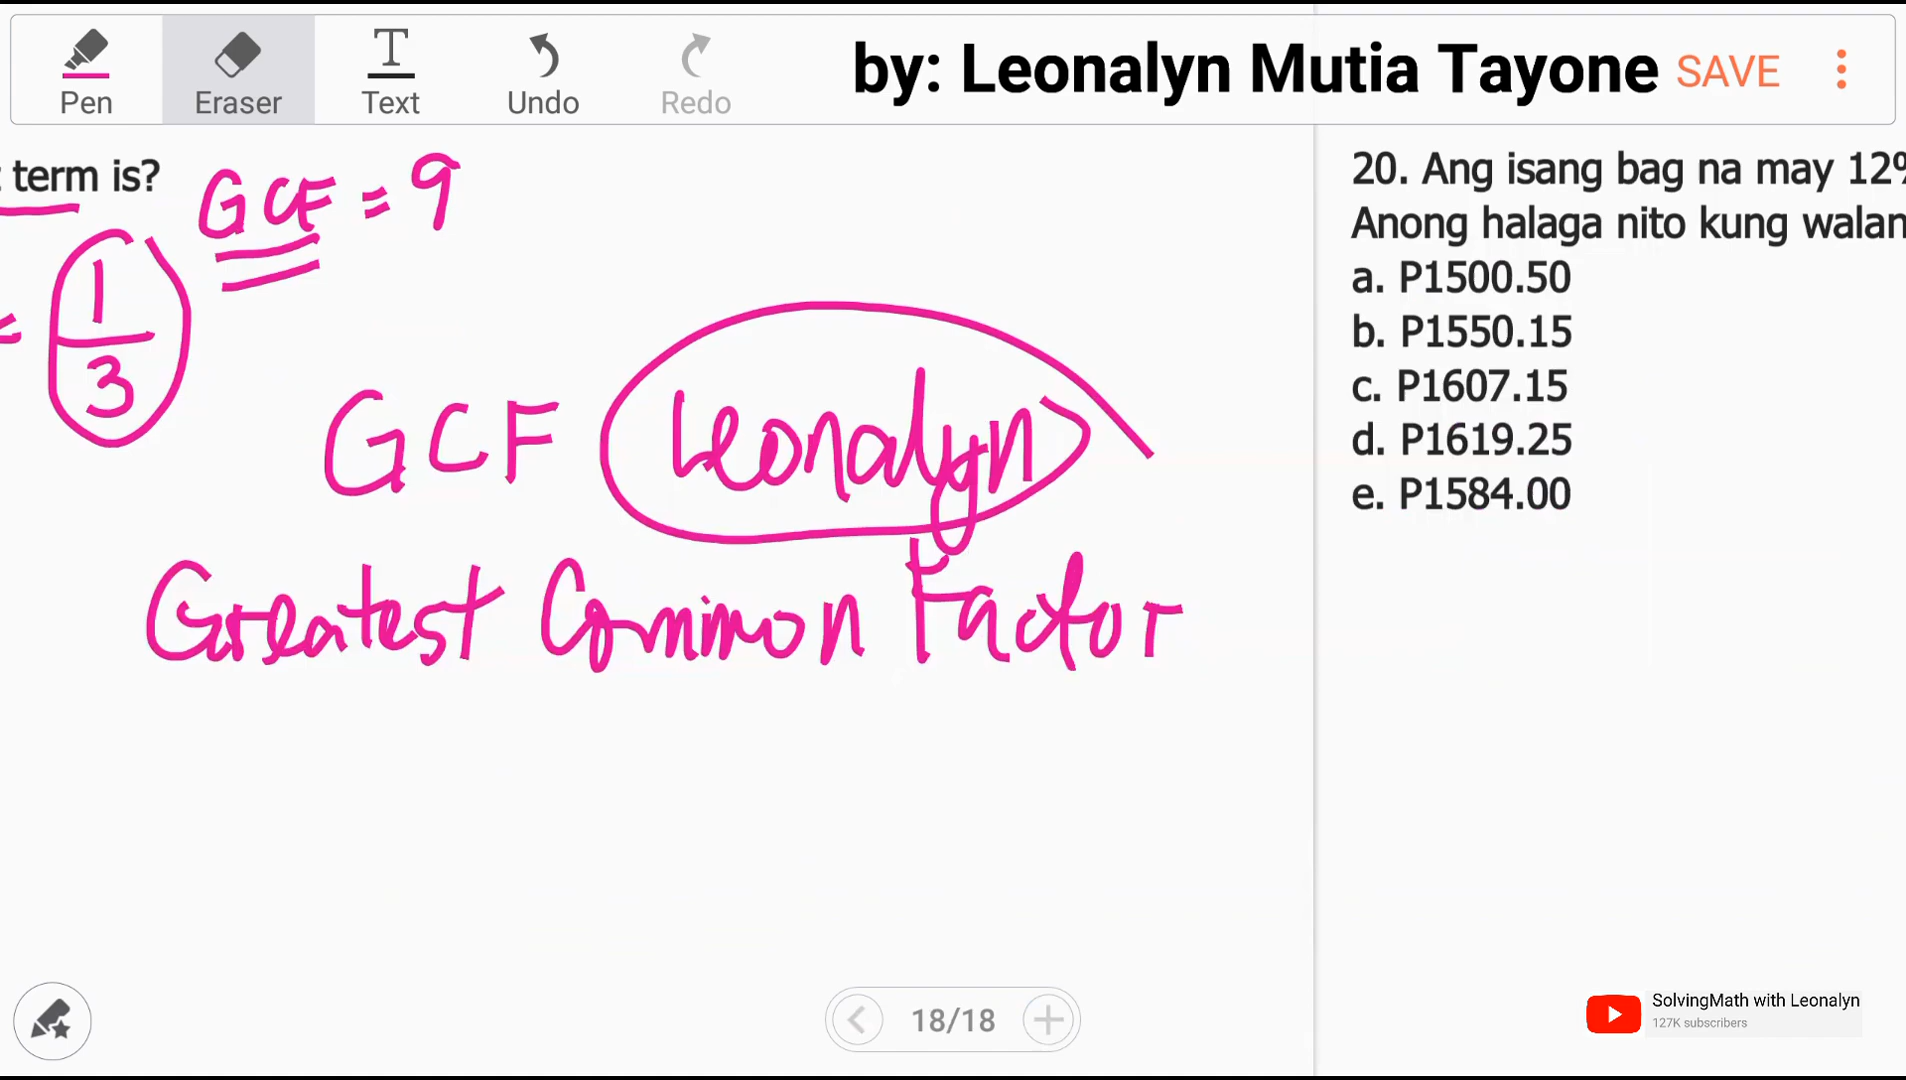 Pen
Eraser
T
Text
Undo
Redo
by: Leonalyn Mutia Tayone
SAVE
term is?
GCF = 9
= 1/3
GCF Leonalyn
Greatest Common Factor
20. Ang isang bag na may 12%
Anong halaga nito kung walan
a. P1500.50
b. P1550.15
c. P1607.15
d. P1619.25
e. P1584.00
18/18
SolvingMath with Leonalyn
127K subscribers